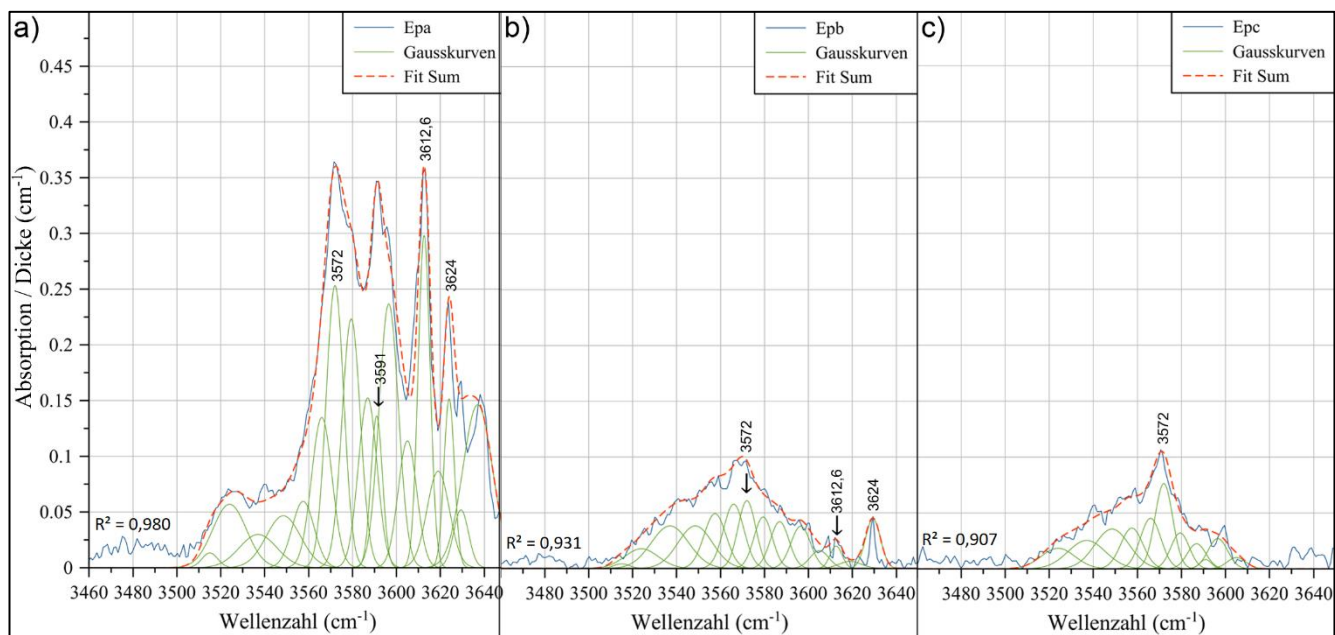 a)
Epa
Gausskurven
Fit Sum
b)
Epb
Gausskurven
Fit Sum
c)
Epc
Gausskurven
Fit Sum
Absorption / Dicke (cm⁻¹)
0.45
0.4
0.35
0.3
0.25
0.2
0.15
0.1
0.05
0
3572
3591
3612,6
3624
R² = 0,980
3572
3612,6
3624
R² = 0,931
3572
R² = 0,907
3460 3480 3500 3520 3540 3560 3580 3600 3620 3640
3480 3500 3520 3540 3560 3580 3600 3620 3640
3480 3500 3520 3540 3560 3580 3600 3620 3640
Wellenzahl (cm⁻¹)
Wellenzahl (cm⁻¹)
Wellenzahl (cm⁻¹)